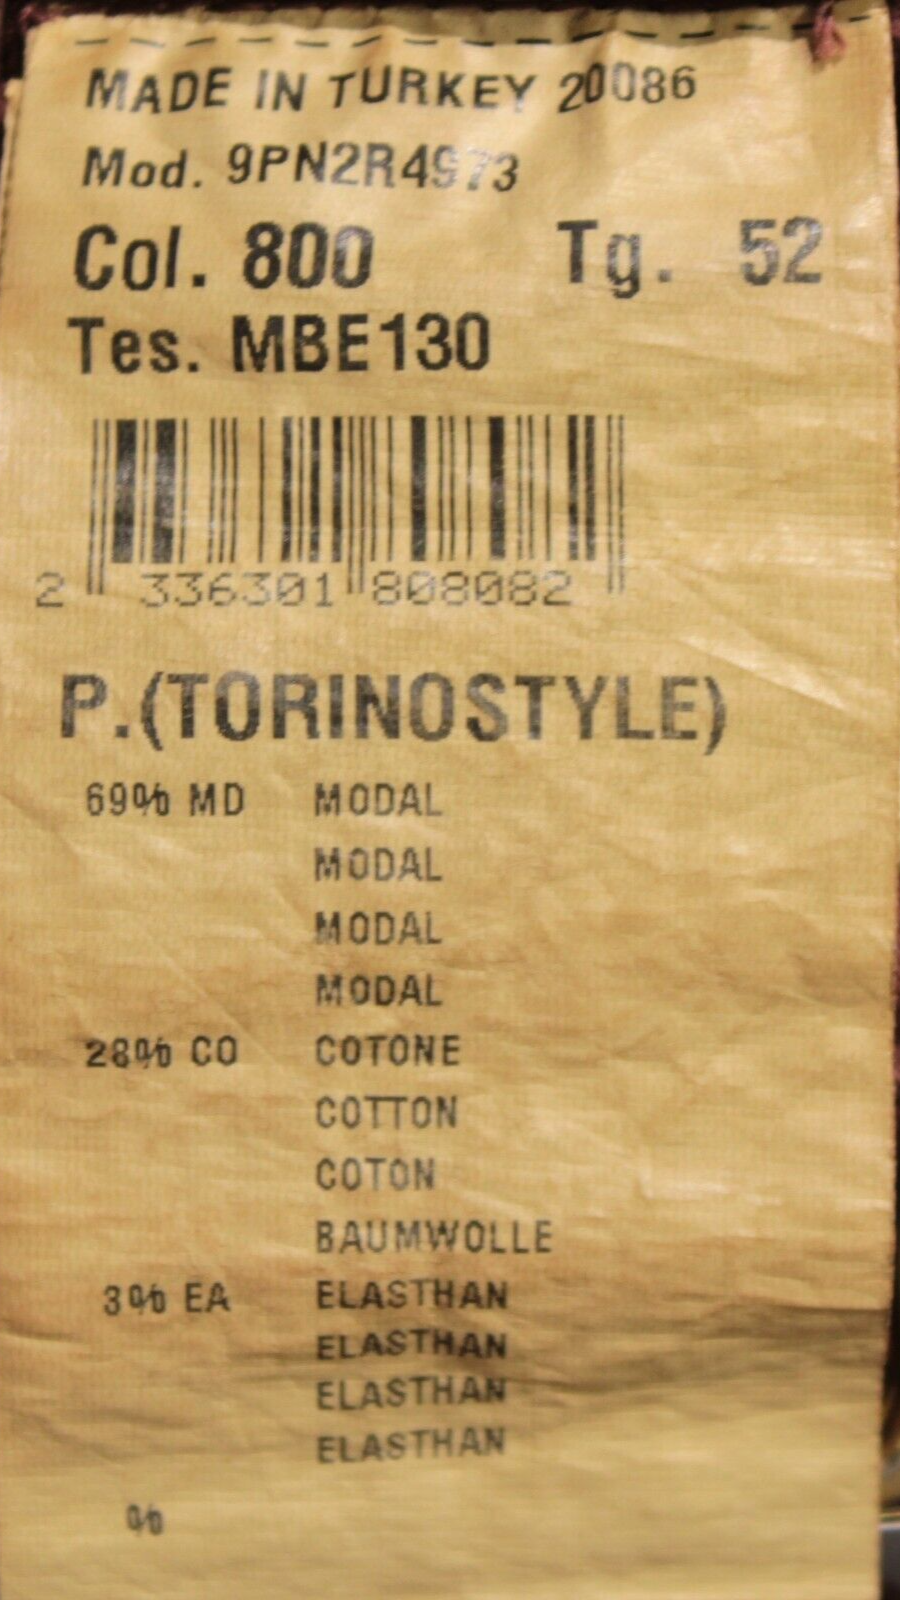 MADE IN TURKEY 20086
Mod. 9PN2R4973
Col. 800 Tg. 52
Tes. MBE130
2 336301 808082
P.(TORINOSTYLE)
69% MD MODAL
MODAL
MODAL
MODAL
28% CO COTONE
COTTON
COTON
BAUMWOLLE
3% EA ELASTHAN
ELASTHAN
ELASTHAN
ELASTHAN
%